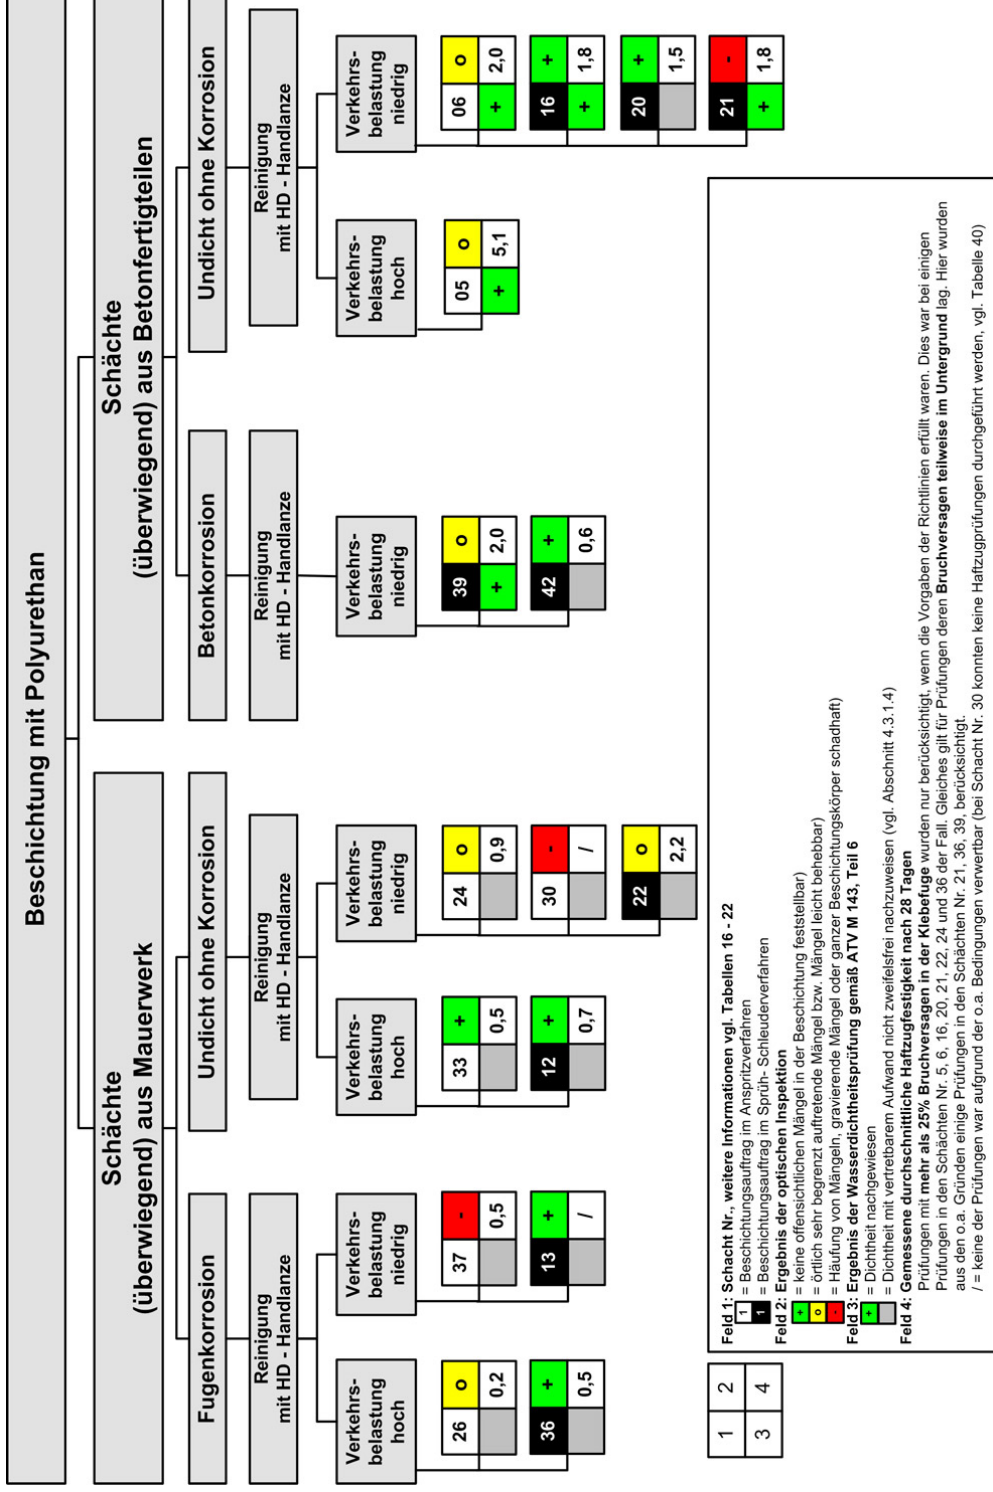 Beschichtung mit Polyurethan
Schächte
(überwiegend) aus Mauerwerk
Fugenkorrosion
Reinigung
mit HD - Handlanze
Verkehrs-
belastung
hoch
26 o
0,2
36 +
0,5
Verkehrs-
belastung
niedrig
37 -
0,5
13 +
/
Undicht ohne Korrosion
Reinigung
mit HD - Handlanze
Verkehrs-
belastung
hoch
33 +
0,5
12 +
0,7
Verkehrs-
belastung
niedrig
24 o
0,9
30 -
/
22 o
2,2
Schächte
(überwiegend) aus Betonfertigteilen
Betonkorrosion
Reinigung
mit HD - Handlanze
Verkehrs-
belastung
niedrig
39 o
+ 2,0
42 +
0,6
Undicht ohne Korrosion
Reinigung
mit HD - Handlanze
Verkehrs-
belastung
hoch
05 o
+ 5,1
Verkehrs-
belastung
niedrig
06 o
+ 2,0
16 +
+ 1,8
20 +
1,5
21 -
+ 1,8
1 2
3 4
Feld 1: Schacht Nr., weitere Informationen vgl. Tabellen 16 - 22
1 = Beschichtungsauftrag im Anspritzverfahren
1 = Beschichtungsauftrag im Sprüh- Schleuderverfahren
Feld 2: Ergebnis der optischen Inspektion
+ = keine offensichtlichen Mängel in der Beschichtung feststellbar)
o = örtlich sehr begrenzt auftretende Mängel bzw. Mängel leicht behebbar)
- = Häufung von Mängeln, gravierende Mängel oder ganzer Beschichtungskörper schadhaft)
Feld 3: Ergebnis der Wasserdichtheitsprüfung gemäß ATV M 143, Teil 6
+ = Dichtheit nachgewiesen
= Dichtheit mit vertretbarem Aufwand nicht zweifelsfrei nachzuweisen (vgl. Abschnitt 4.3.1.4)
Feld 4: Gemessene durchschnittliche Haftzugfestigkeit nach 28 Tagen
Prüfungen mit mehr als 25% Bruchversagen in der Klebefuge wurden nur berücksichtigt, wenn die Vorgaben der Richtlinien erfüllt waren. Dies war bei einigen
Prüfungen in den Schächten Nr. 5, 6, 16, 20, 21, 22, 24 und 36 der Fall. Gleiches gilt für Prüfungen deren Bruchversagen teilweise im Untergrund lag. Hier wurden
aus den o.a. Gründen einige Prüfungen in den Schächten Nr. 21, 36, 39, berücksichtigt.
/ = keine der Prüfungen war aufgrund der o.a. Bedingungen verwertbar (bei Schacht Nr. 30 konnten keine Haftzugprüfungen durchgeführt werden, vgl. Tabelle 40)